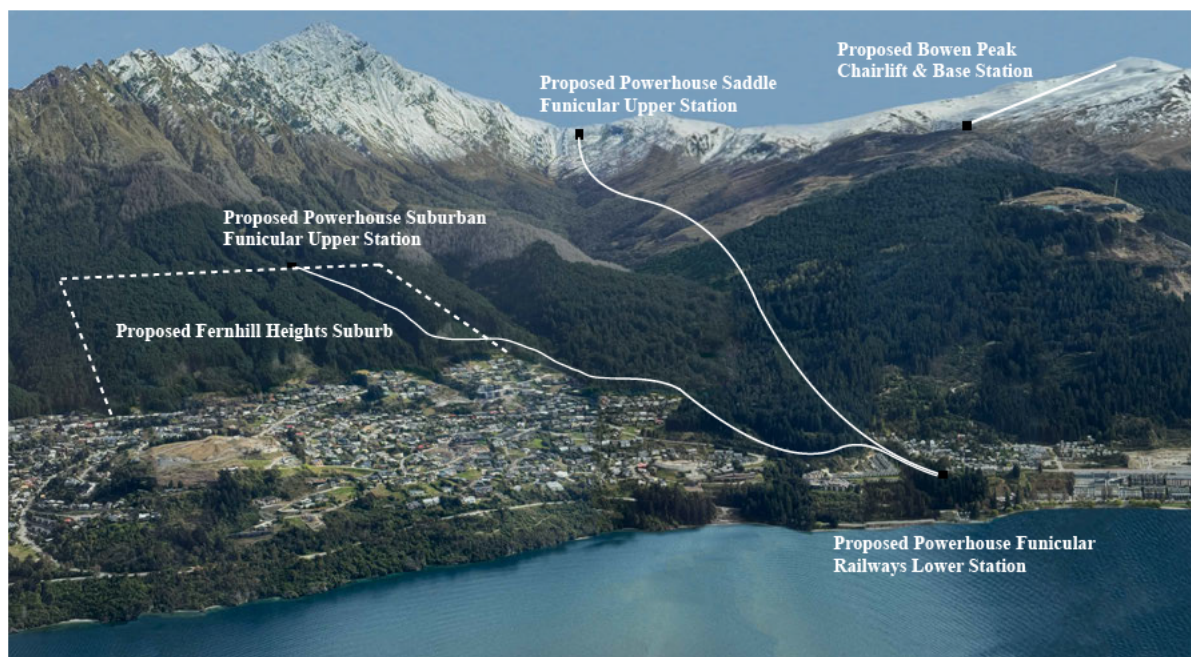 Proposed Bowen Peak
Chairlift & Base Station
Proposed Powerhouse Saddle
Funicular Upper Station
Proposed Powerhouse Suburban
Funicular Upper Station
Proposed Fernhill Heights Suburb
Proposed Powerhouse Funicular
Railways Lower Station